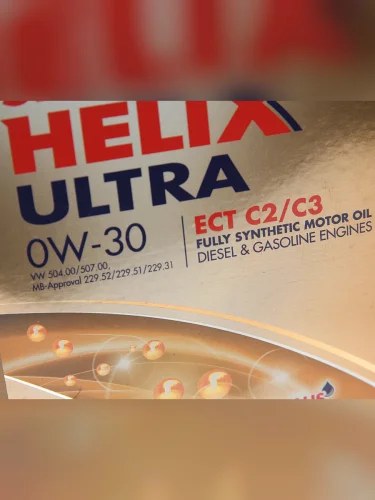 HELIX
ULTRA
0W-30
VW 504.00/507.00,
MB-Approval 229.52/229.51/229.31
ECT C2/C3
FULLY SYNTHETIC MOTOR OIL
DIESEL & GASOLINE ENGINES